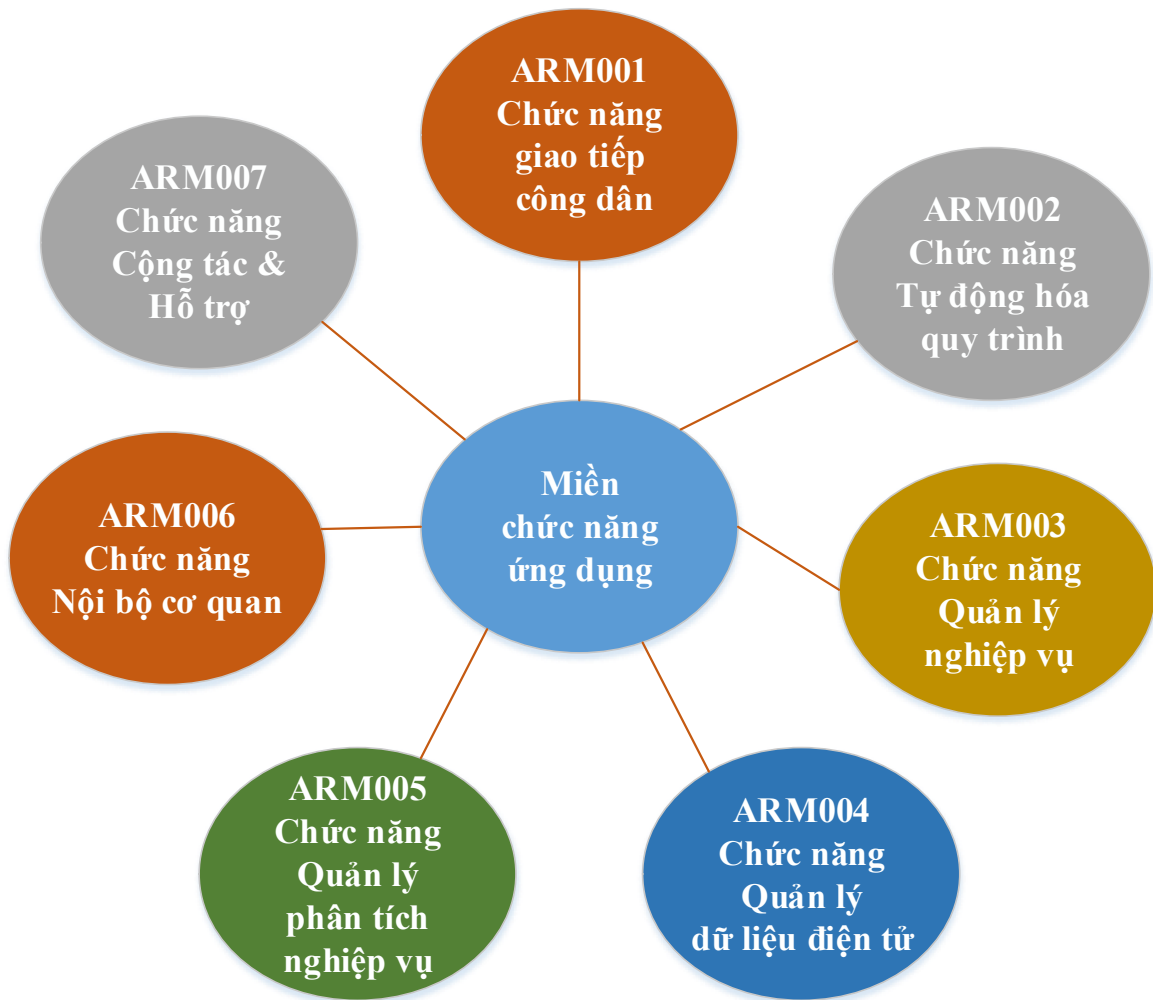 ARM001
Chức năng
giao tiếp
công dân
ARM002
Chức năng
Tự động hóa
quy trình
ARM003
Chức năng
Quản lý
nghiệp vụ
ARM004
Chức năng
Quản lý
dữ liệu điện tử
ARM005
Chức năng
Quản lý
phân tích
nghiệp vụ
ARM006
Chức năng
Nội bộ cơ quan
ARM007
Chức năng
Cộng tác &
Hỗ trợ
Miền
chức năng
ứng dụng